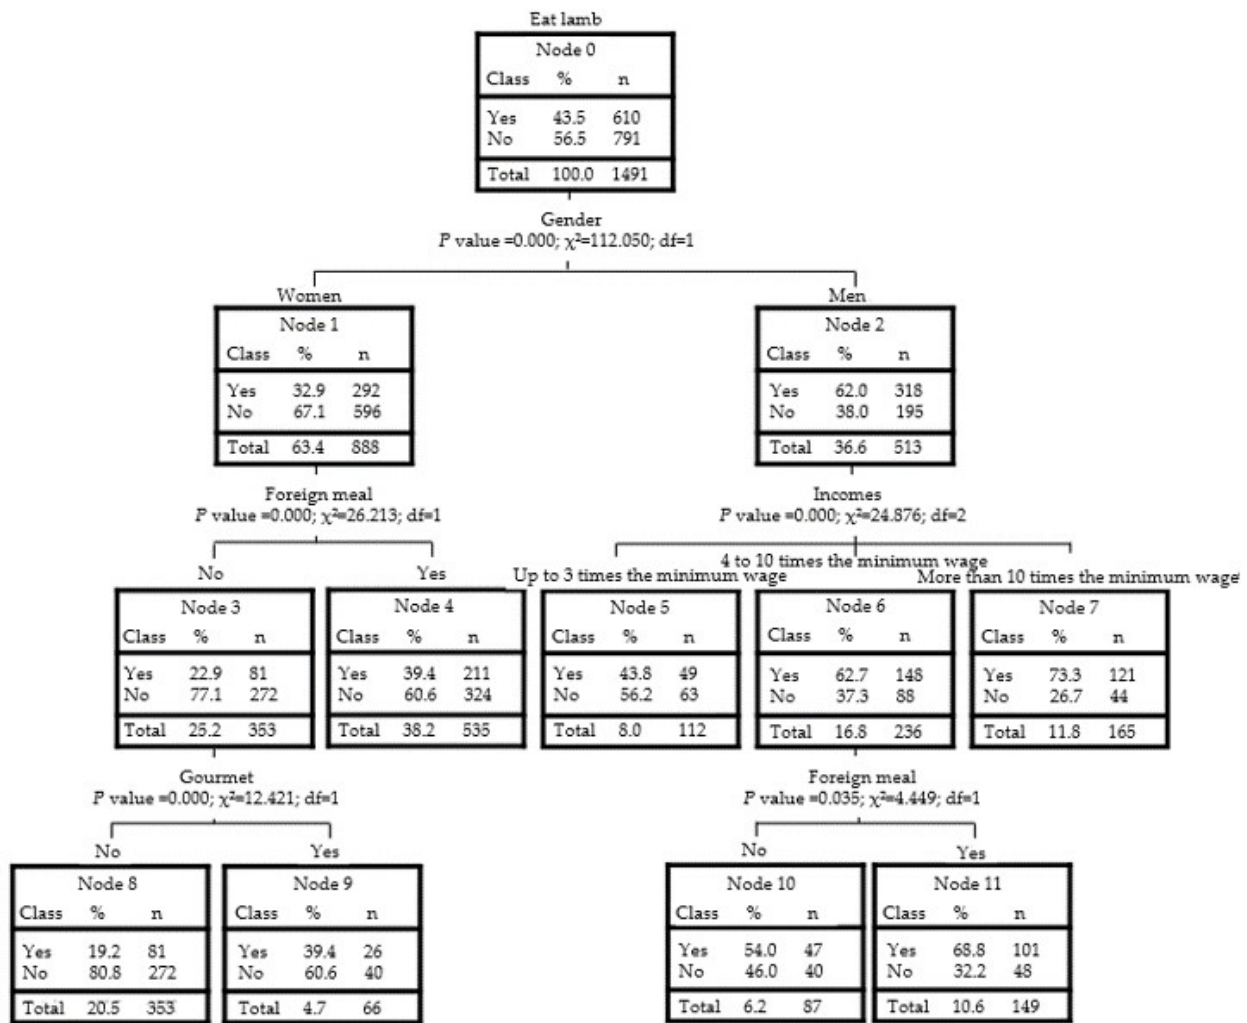 Eat lamb
Node 0
Class % n
Yes 43.5 610
No 56.5 791
Total 100.0 1491
Gender
P value =0.000; χ²=112.050; df=1
Women
Node 1
Class % n
Yes 32.9 292
No 67.1 596
Total 63.4 888
Men
Node 2
Class % n
Yes 62.0 318
No 38.0 195
Total 36.6 513
Foreign meal
P value =0.000; χ²=26.213; df=1
Incomes
P value =0.000; χ²=24.876; df=2
No
Node 3
Class % n
Yes 22.9 81
No 77.1 272
Total 25.2 353
Yes
Node 4
Class % n
Yes 39.4 211
No 60.6 324
Total 38.2 535
Up to 3 times the minimum wage
Node 5
Class % n
Yes 43.8 49
No 56.2 63
Total 8.0 112
4 to 10 times the minimum wage
Node 6
Class % n
Yes 62.7 148
No 37.3 88
Total 16.8 236
More than 10 times the minimum wage
Node 7
Class % n
Yes 73.3 121
No 26.7 44
Total 11.8 165
Gourmet
P value =0.000; χ²=12.421; df=1
Foreign meal
P value =0.035; χ²=4.449; df=1
No
Node 8
Class % n
Yes 19.2 81
No 80.8 272
Total 20.5 353
Yes
Node 9
Class % n
Yes 39.4 26
No 60.6 40
Total 4.7 66
No
Node 10
Class % n
Yes 54.0 47
No 46.0 40
Total 6.2 87
Yes
Node 11
Class % n
Yes 68.8 101
No 32.2 48
Total 10.6 149